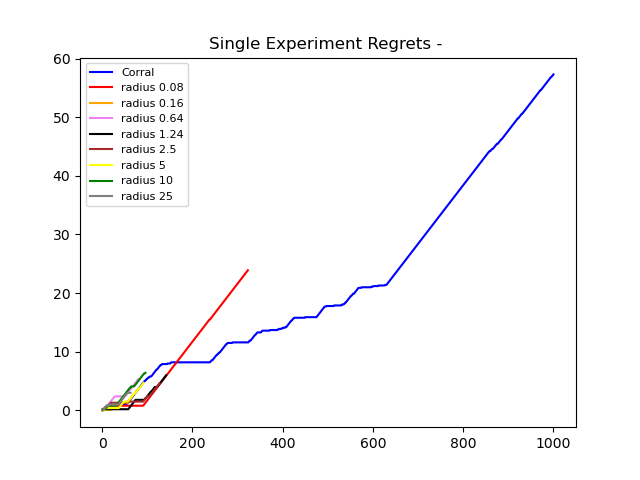 Single Experiment Regrets -
60
50
40
30
20
10
0
Corral
radius 0.08
radius 0.16
radius 0.64
radius 1.24
radius 2.5
radius 5
radius 10
radius 25
0 200 400 600 800 1000